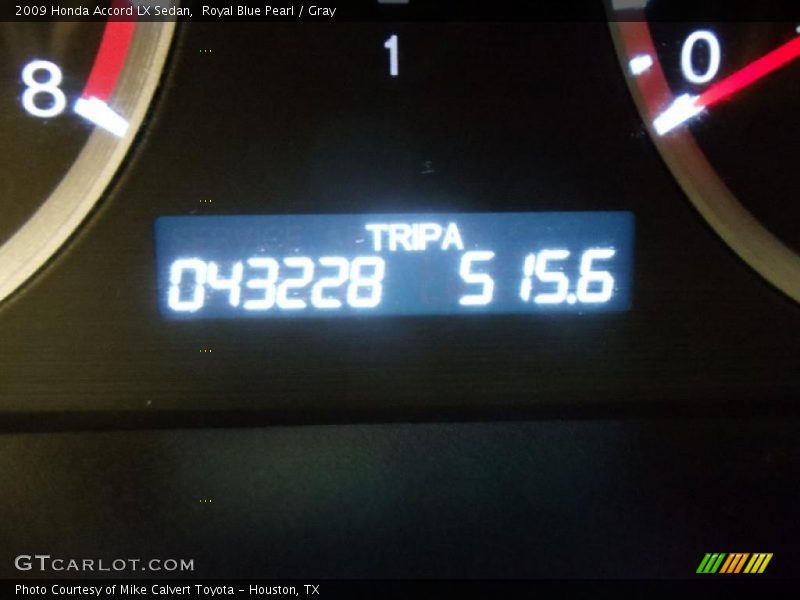 2009 Honda Accord LX Sedan,  Royal Blue Pearl / Gray
1
8
0
TRIP A
043228 515.6
GTCARLOT.COM
Photo Courtesy of Mike Calvert Toyota - Houston, TX